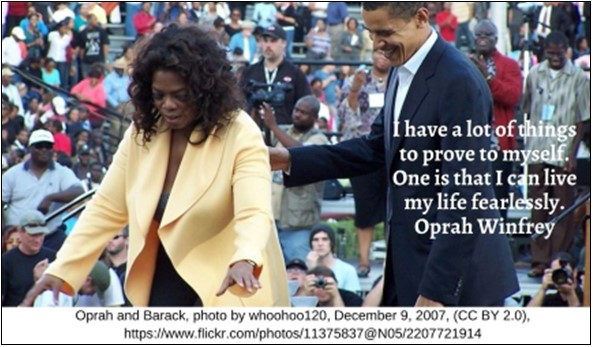 I have a lot of things
to prove to myself.
One is that I can live
my life fearlessly.
Oprah Winfrey
Oprah and Barack, photo by whoohoo120, December 9, 2007, (CC BY 2.0),
https://www.flickr.com/photos/11375837@N05/2207721914